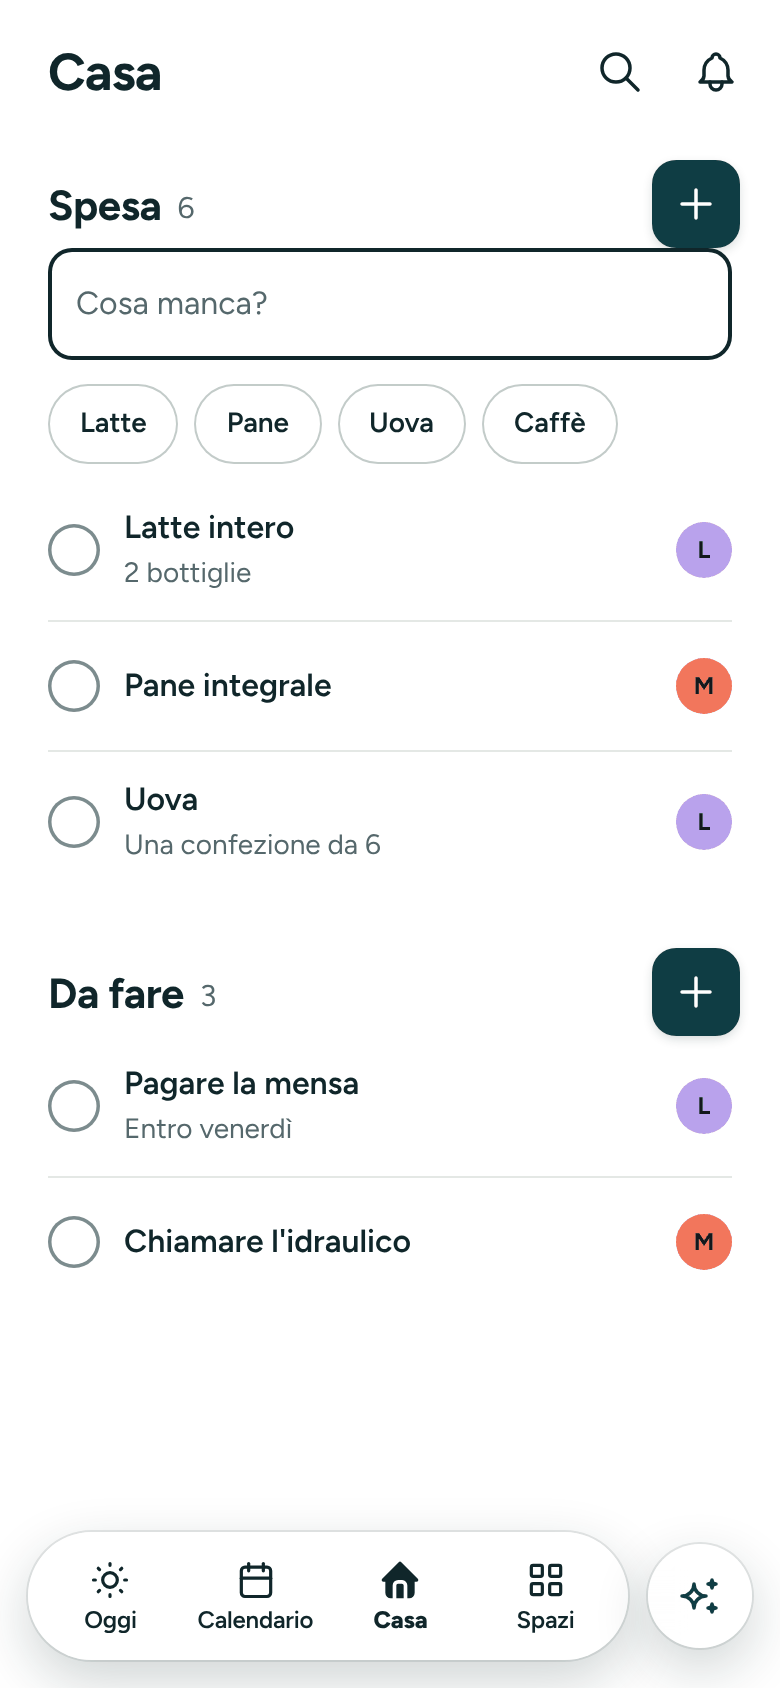 Casa
Spesa 6
Cosa manca?
Latte Pane Uova Caffè
Latte intero
2 bottiglie
L
Pane integrale
M
Uova
Una confezione da 6
L
Da fare 3
Pagare la mensa
Entro venerdì
L
Chiamare l'idraulico
M
Oggi Calendario Casa Spazi